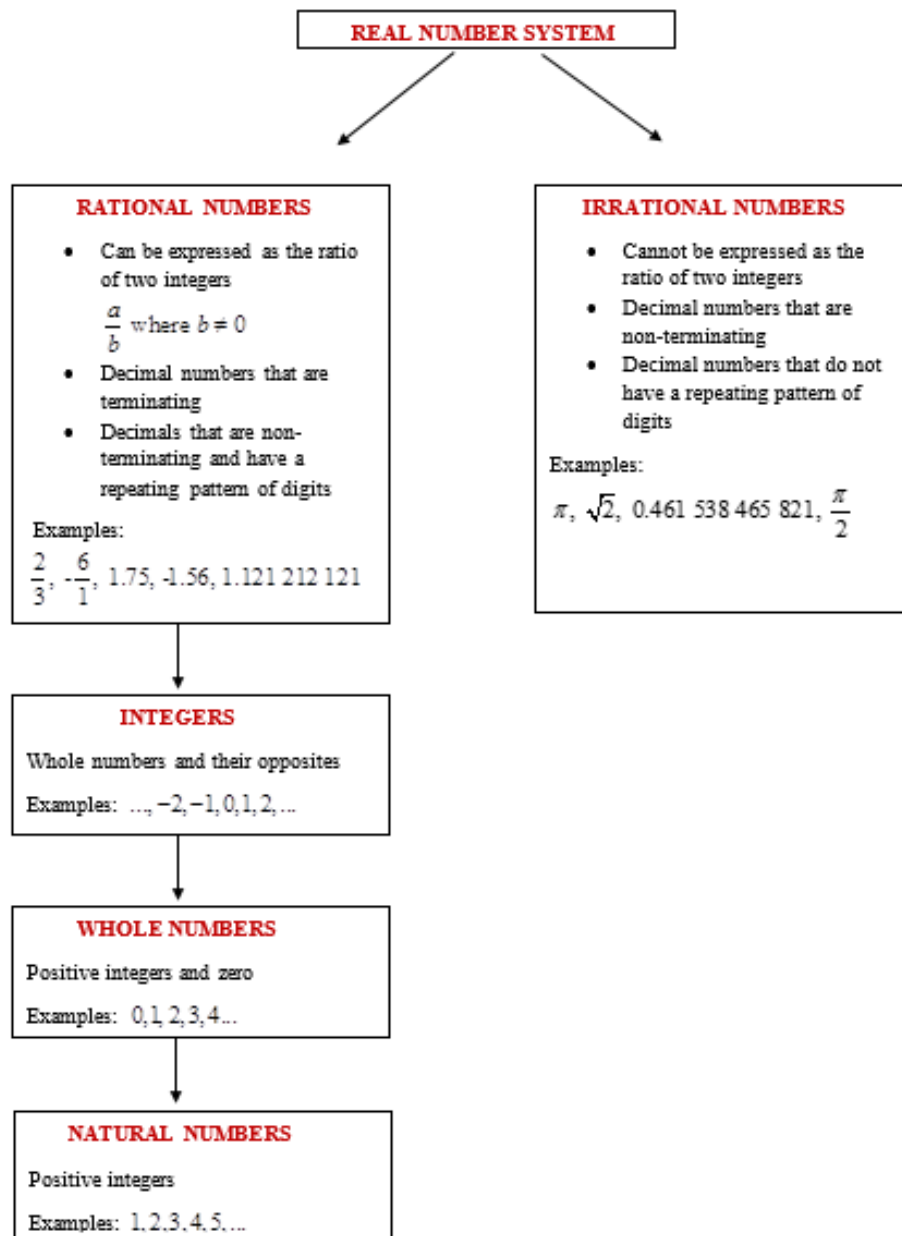 REAL NUMBER SYSTEM
RATIONAL NUMBERS
• Can be expressed as the ratio
of two integers
a/b where b ≠ 0
• Decimal numbers that are
terminating
• Decimals that are non-
terminating and have a
repeating pattern of digits
Examples:
2/3, -6/1, 1.75, -1.56, 1.121 212 121
IRRATIONAL NUMBERS
• Cannot be expressed as the
ratio of two integers
• Decimal numbers that are
non-terminating
• Decimal numbers that do not
have a repeating pattern of
digits
Examples:
π, √2, 0.461 538 465 821, π/2
INTEGERS
Whole numbers and their opposites
Examples: ..., −2, −1, 0, 1, 2, ...
WHOLE NUMBERS
Positive integers and zero
Examples: 0, 1, 2, 3, 4...
NATURAL NUMBERS
Positive integers
Examples: 1, 2, 3, 4, 5, ...